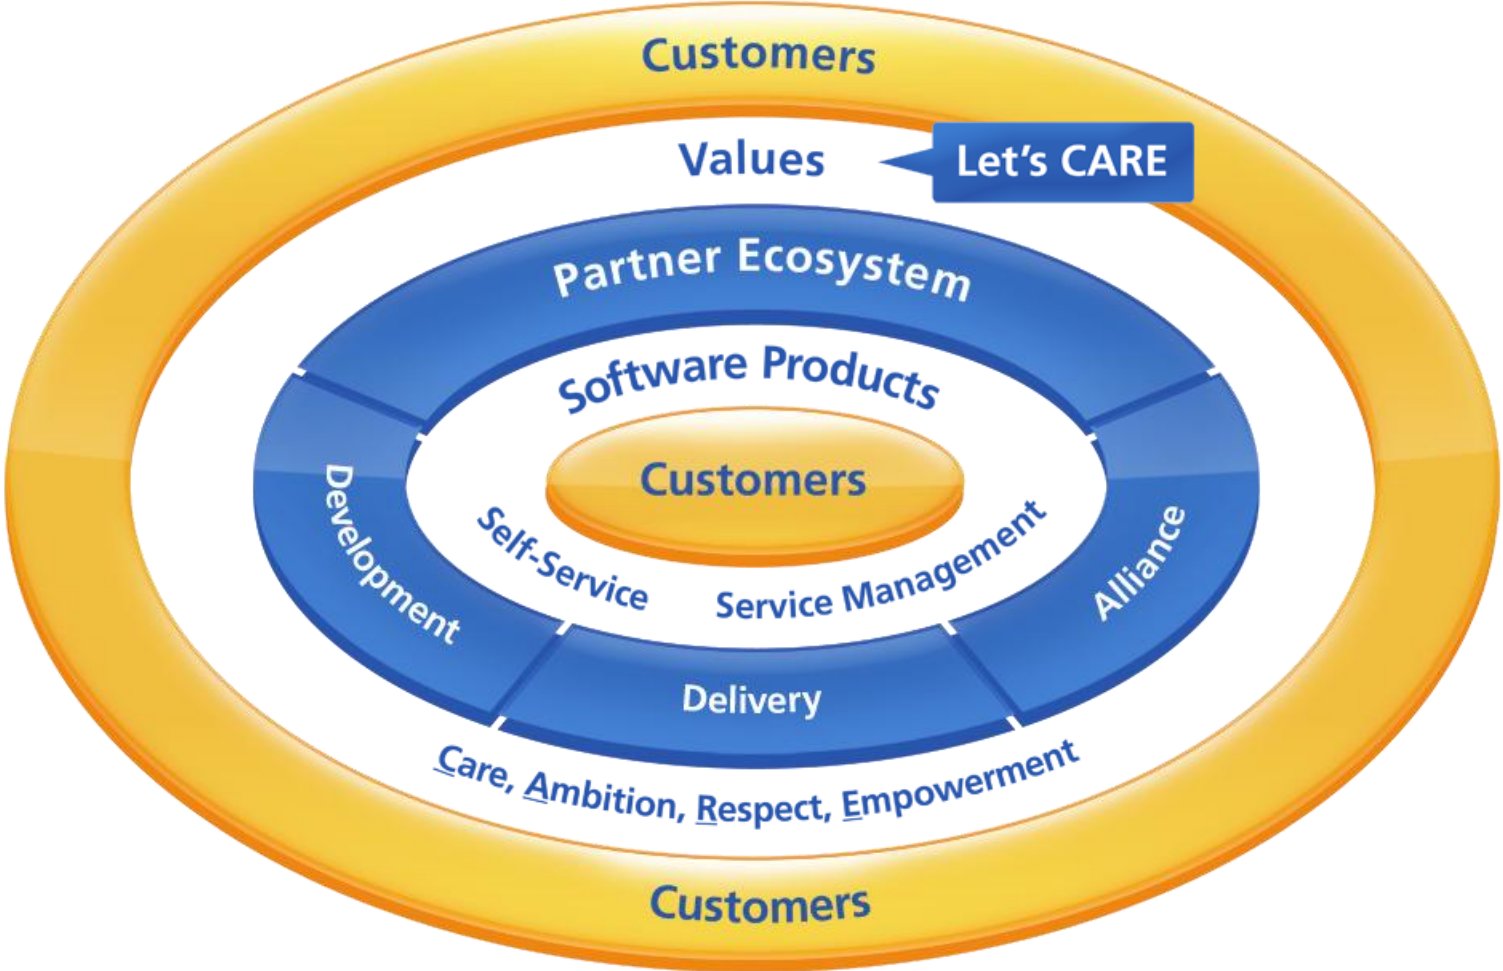 Customers
Values
Let's CARE
Partner Ecosystem
Software Products
Customers
Self-Service
Service Management
Development
Alliance
Delivery
Care, Ambition, Respect, Empowerment
Customers